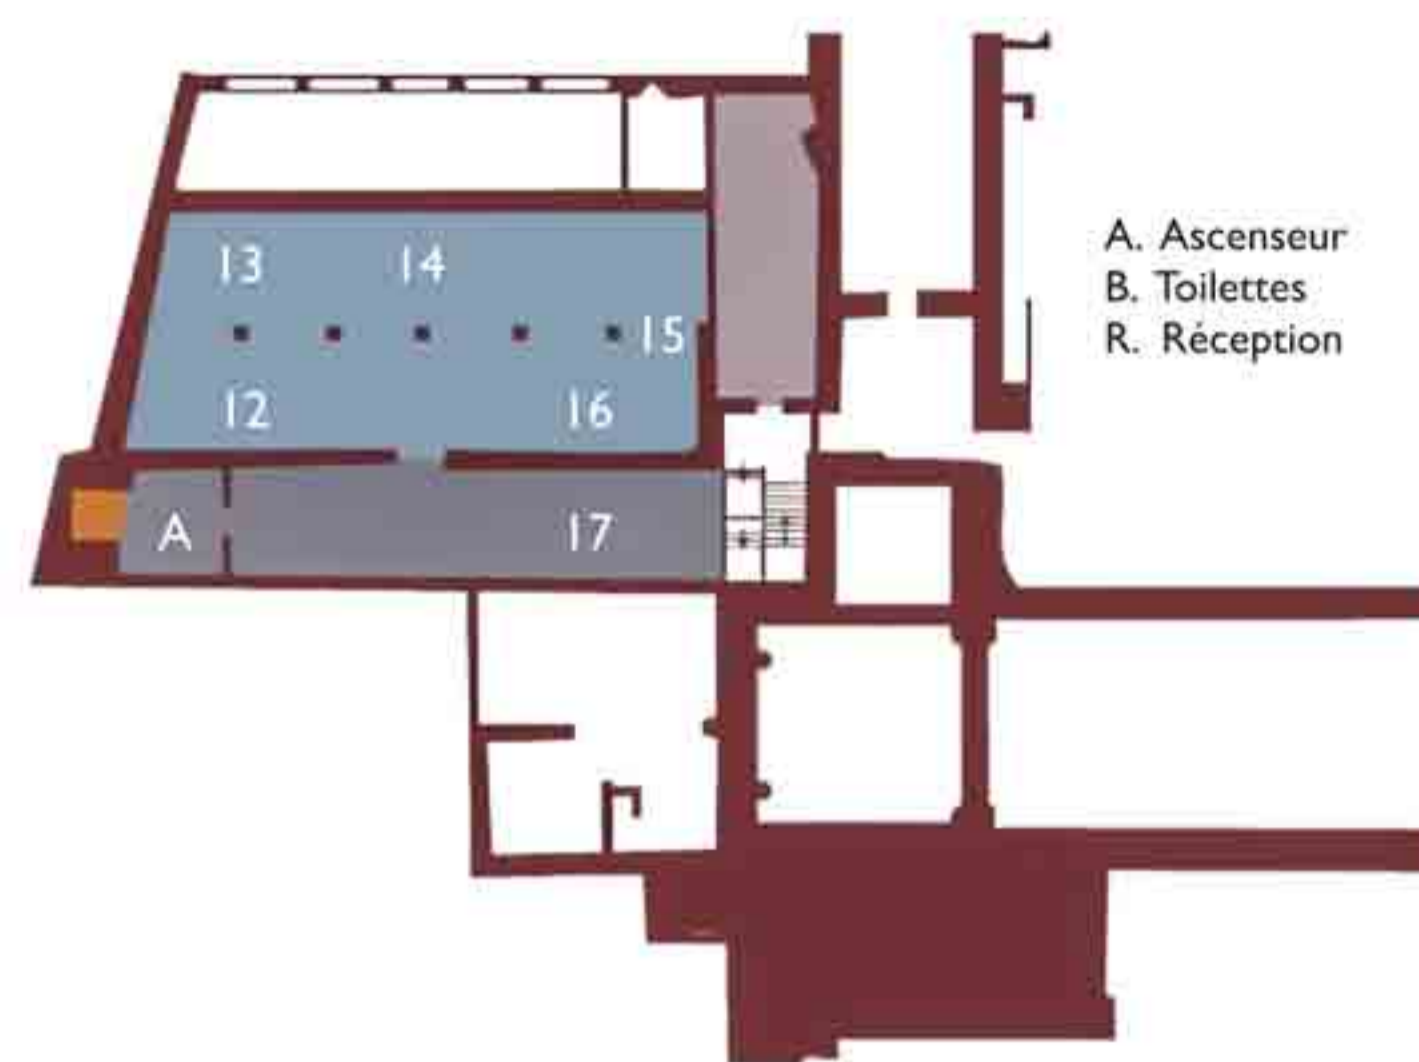 13 14
15
12 16
A 17
A. Ascenseur
B. Toilettes
R. Réception